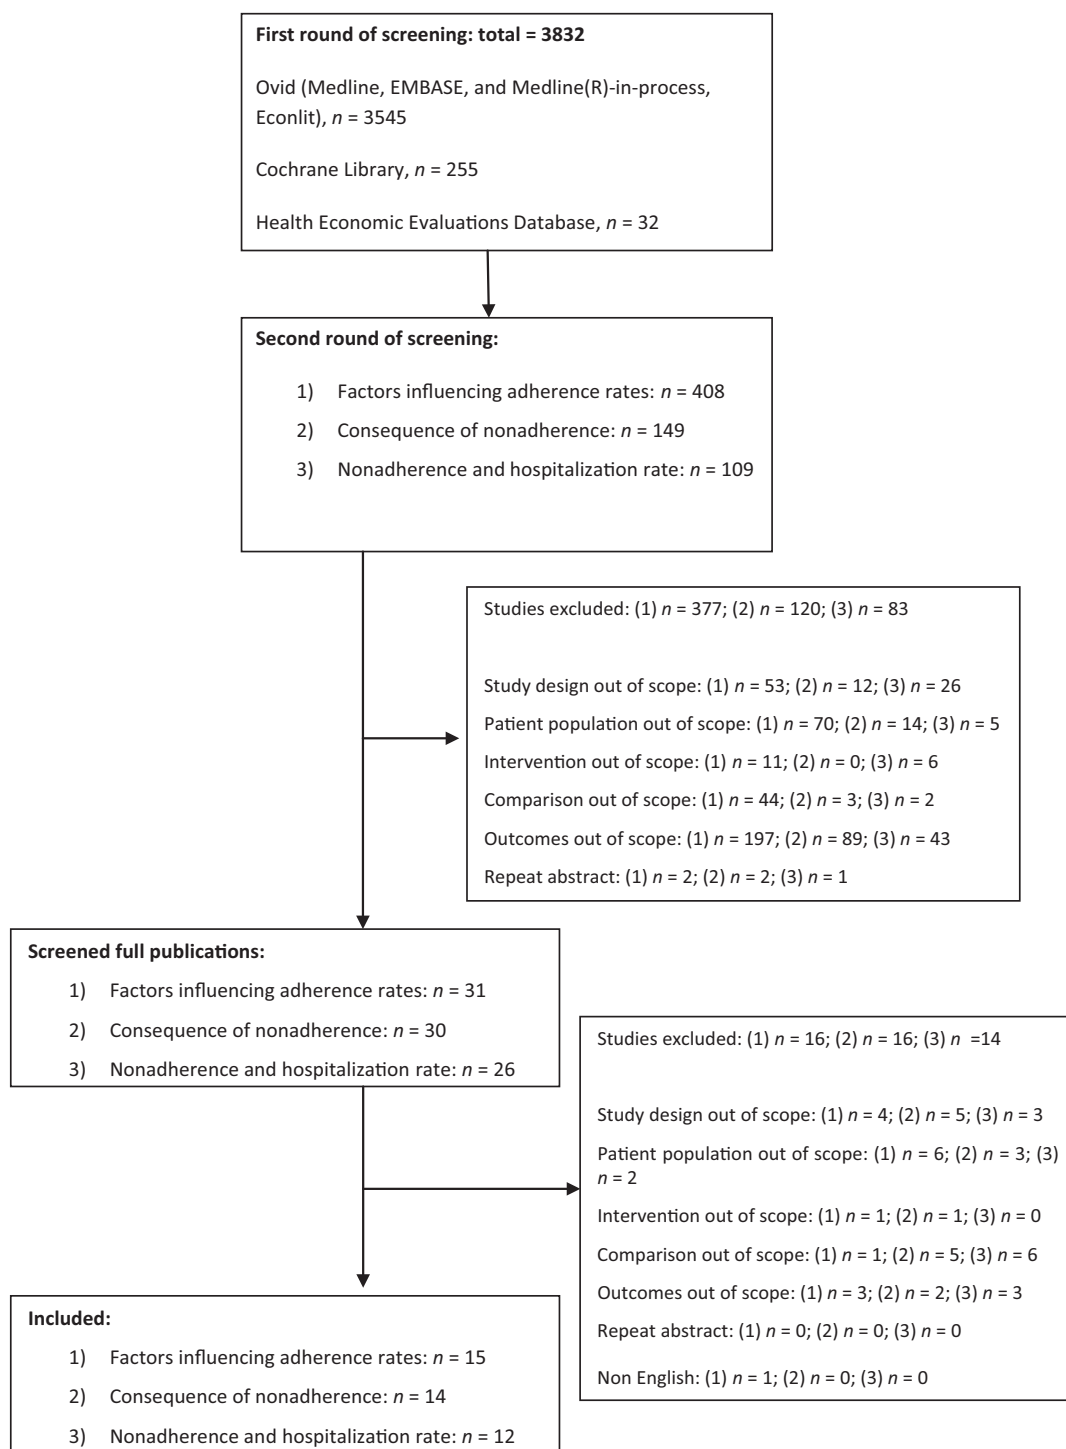 First round of screening: total = 3832
Ovid (Medline, EMBASE, and Medline(R)-in-process,
Econlit), n = 3545
Cochrane Library, n = 255
Health Economic Evaluations Database, n = 32
Second round of screening:
1) Factors influencing adherence rates: n = 408
2) Consequence of nonadherence: n = 149
3) Nonadherence and hospitalization rate: n = 109
Studies excluded: (1) n = 377; (2) n = 120; (3) n = 83
Study design out of scope: (1) n = 53; (2) n = 12; (3) n = 26
Patient population out of scope: (1) n = 70; (2) n = 14; (3) n = 5
Intervention out of scope: (1) n = 11; (2) n = 0; (3) n = 6
Comparison out of scope: (1) n = 44; (2) n = 3; (3) n = 2
Outcomes out of scope: (1) n = 197; (2) n = 89; (3) n = 43
Repeat abstract: (1) n = 2; (2) n = 2; (3) n = 1
Screened full publications:
1) Factors influencing adherence rates: n = 31
2) Consequence of nonadherence: n = 30
3) Nonadherence and hospitalization rate: n = 26
Studies excluded: (1) n = 16; (2) n = 16; (3) n =14
Study design out of scope: (1) n = 4; (2) n = 5; (3) n = 3
Patient population out of scope: (1) n = 6; (2) n = 3; (3)
n = 2
Intervention out of scope: (1) n = 1; (2) n = 1; (3) n = 0
Comparison out of scope: (1) n = 1; (2) n = 5; (3) n = 6
Outcomes out of scope: (1) n = 3; (2) n = 2; (3) n = 3
Repeat abstract: (1) n = 0; (2) n = 0; (3) n = 0
Non English: (1) n = 1; (2) n = 0; (3) n = 0
Included:
1) Factors influencing adherence rates: n = 15
2) Consequence of nonadherence: n = 14
3) Nonadherence and hospitalization rate: n = 12